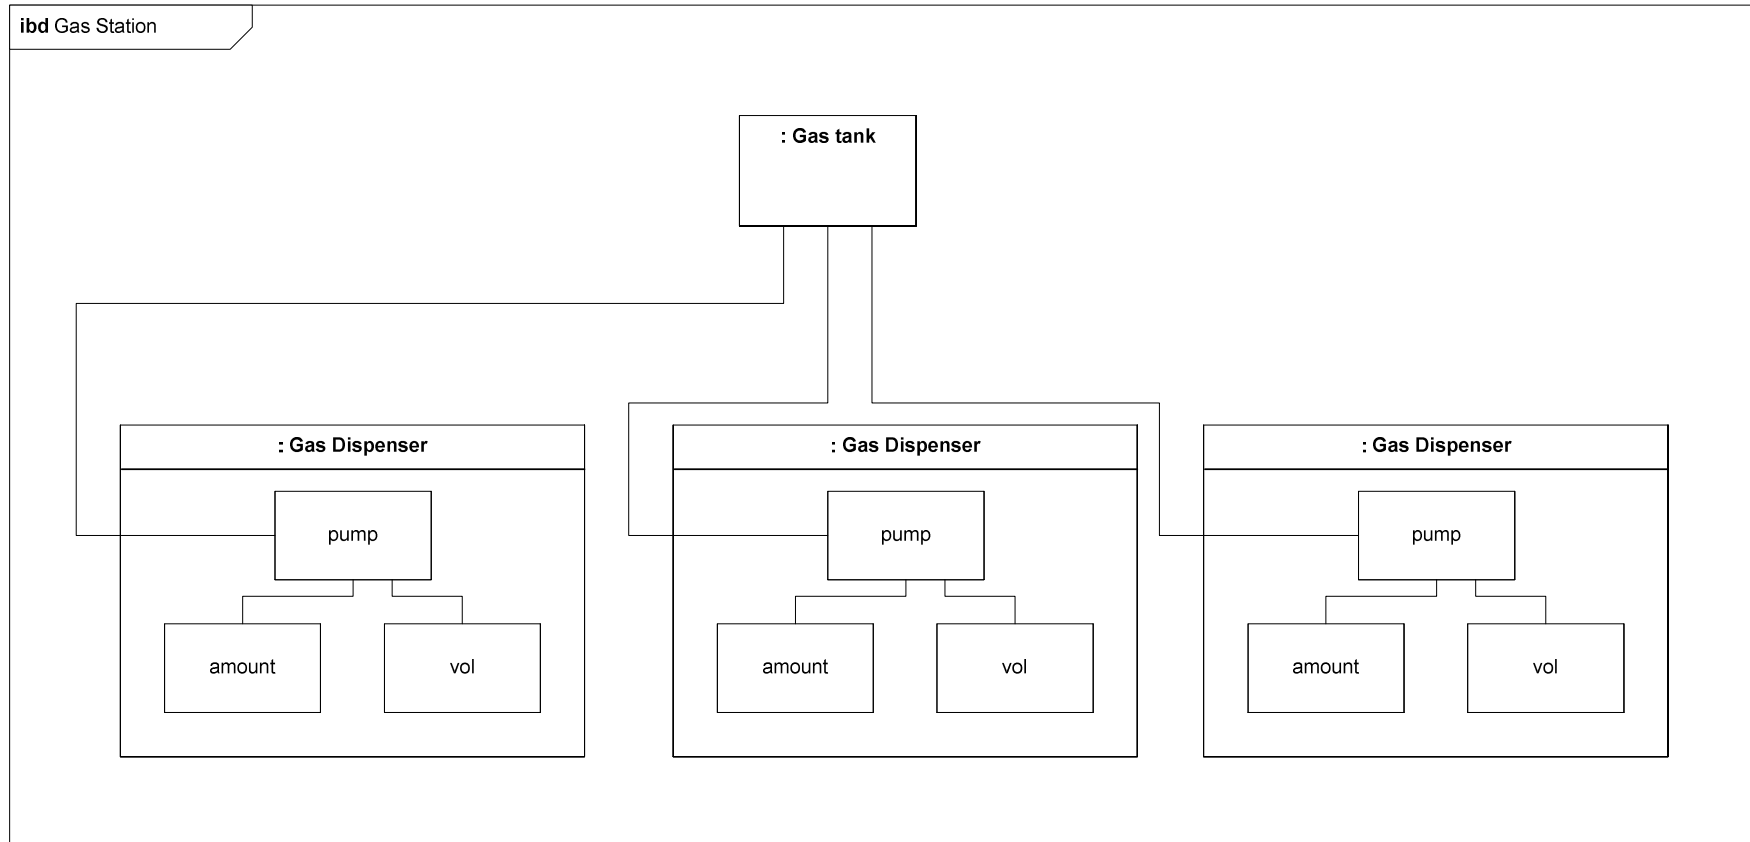 ibd Gas Station
: Gas tank
: Gas Dispenser
: Gas Dispenser
: Gas Dispenser
pump
pump
pump
amount
vol
amount
vol
amount
vol